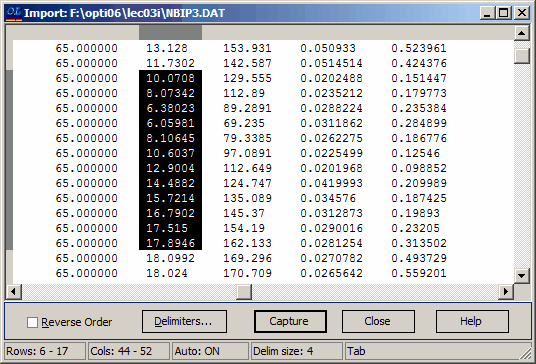 OL Import: F:\opti06\lec03i\NBIP3.DAT
65.000000 13.128 153.931 0.050933 0.523961
65.000000 11.7302 142.587 0.0514514 0.424376
65.000000 10.0708 129.555 0.0202488 0.151447
65.000000 8.07342 112.89 0.0235212 0.179773
65.000000 6.38023 89.2891 0.0288224 0.235384
65.000000 6.05981 69.235 0.0311862 0.284899
65.000000 8.10645 79.3385 0.0262275 0.186776
65.000000 10.6037 97.0891 0.0225499 0.12546
65.000000 12.9004 112.649 0.0201968 0.098852
65.000000 14.4882 124.747 0.0419993 0.209989
65.000000 15.7214 135.089 0.034576 0.187425
65.000000 16.7902 145.37 0.0312873 0.19893
65.000000 17.515 154.19 0.0290016 0.23205
65.000000 17.8946 162.133 0.0281254 0.313502
65.000000 18.0992 169.296 0.0270782 0.493729
65.000000 18.024 170.709 0.0265642 0.559201
Reverse Order Delimiters... Capture Close Help
Rows: 6 - 17 Cols: 44 - 52 Auto: ON Delim size: 4 Tab